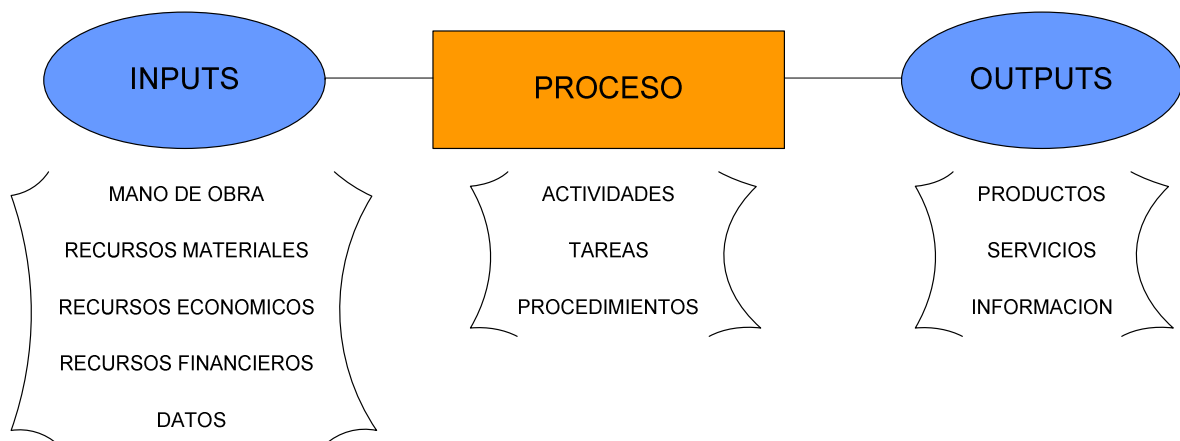 INPUTS
PROCESO
OUTPUTS
MANO DE OBRA
RECURSOS MATERIALES
RECURSOS ECONOMICOS
RECURSOS FINANCIEROS
DATOS
ACTIVIDADES
TAREAS
PROCEDIMIENTOS
PRODUCTOS
SERVICIOS
INFORMACION